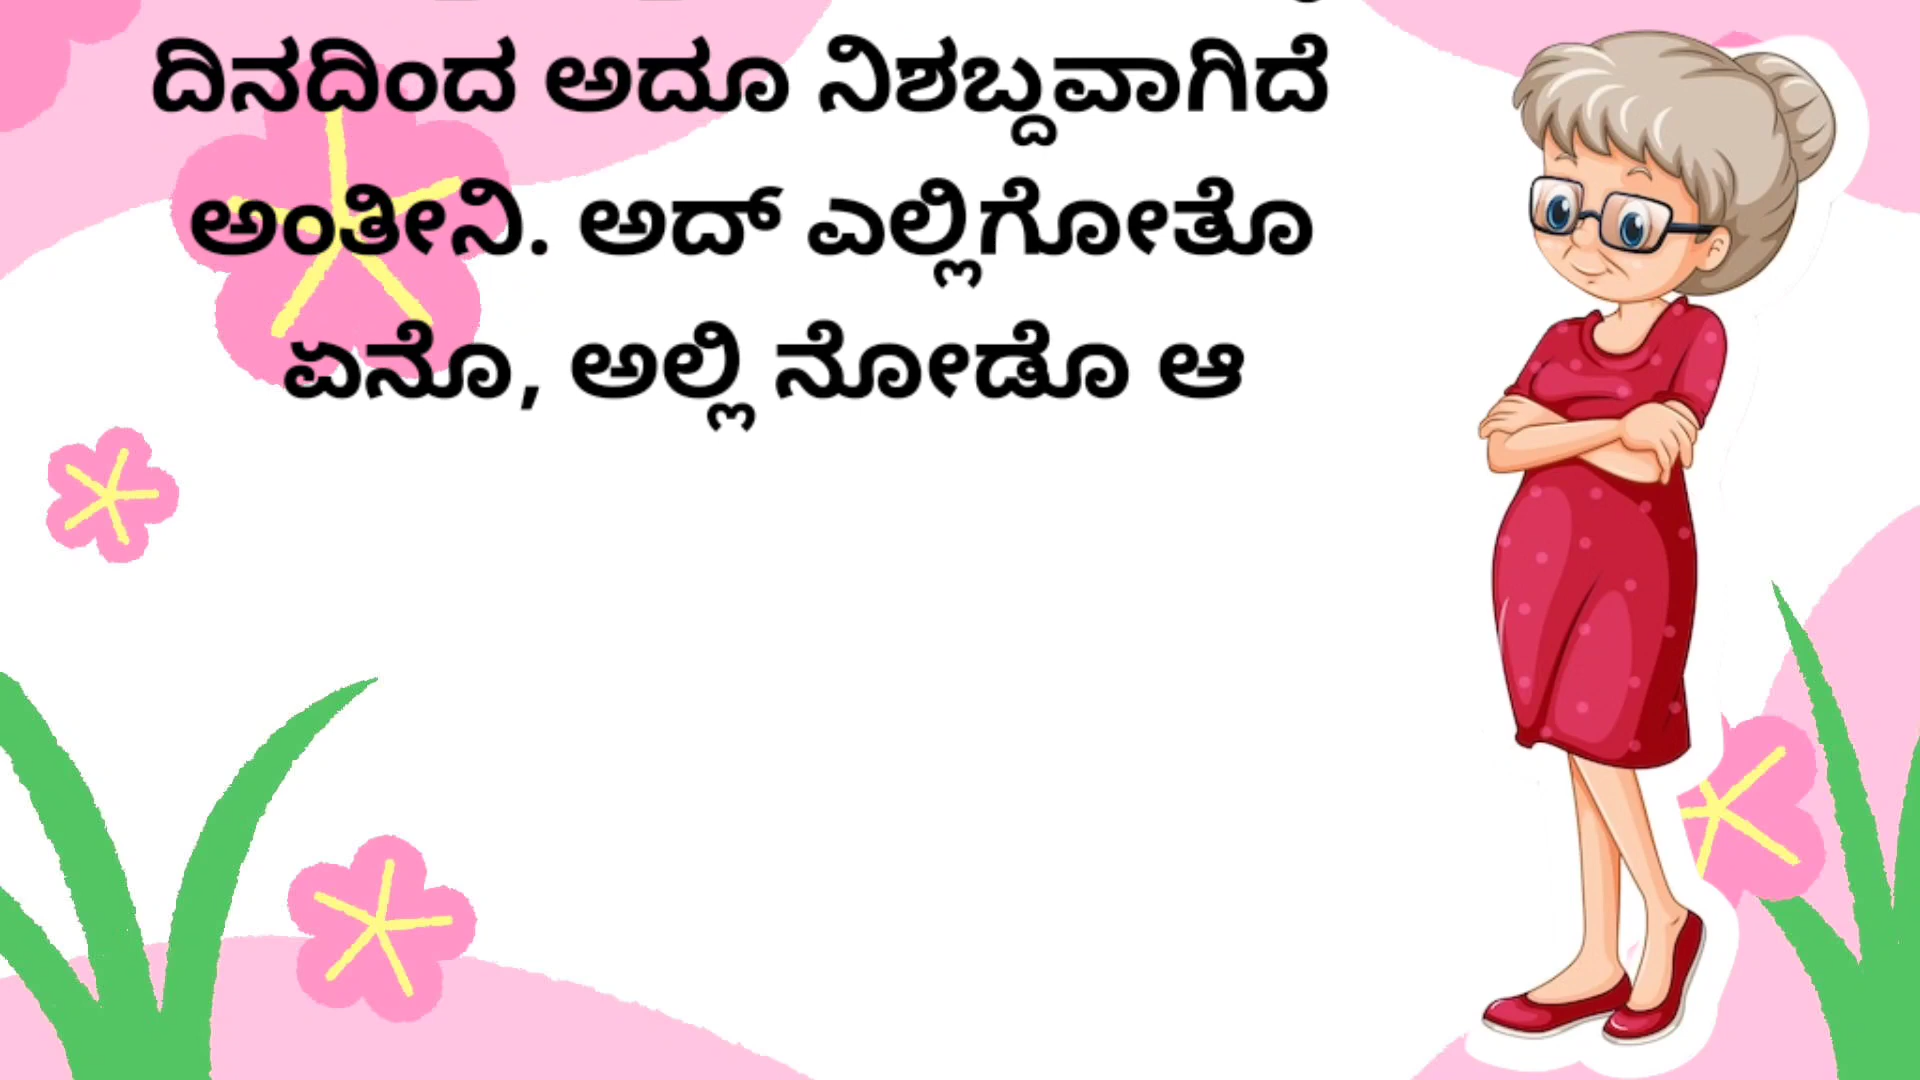 ದಿನದಿಂದ ಅದೂ ನಿಶಬ್ದವಾಗಿದೆ
ಅಂತೀನಿ. ಅದ್ ಎಲ್ಲಿಗೋತೊ
ಏನೊ, ಅಲ್ಲಿ ನೋಡೊ ಆ